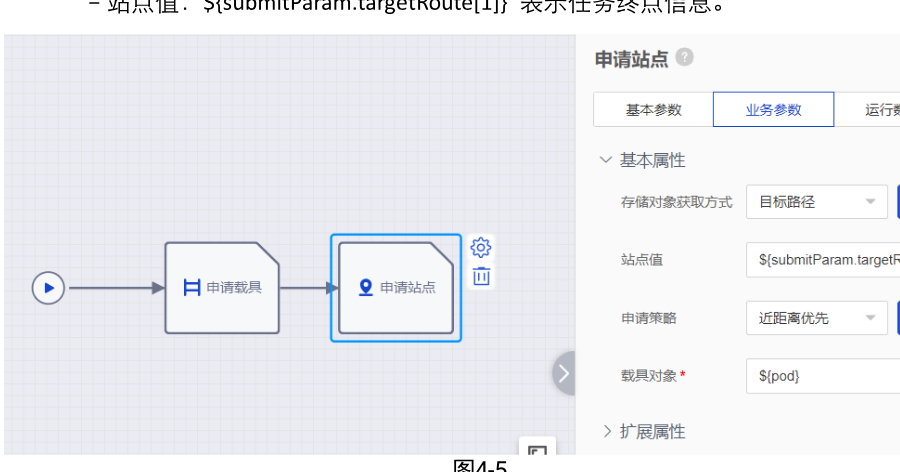 – 站点值：${submitParam.targetRoute[1]} 表示任务终点信息。
申请站点 ?
基本参数 业务参数 运行数
基本属性
存储对象获取方式 目标路径
站点值 ${submitParam.targetR
申请载具 申请站点
申请策略 近距离优先
载具对象 * ${pod}
扩展属性
图4-5